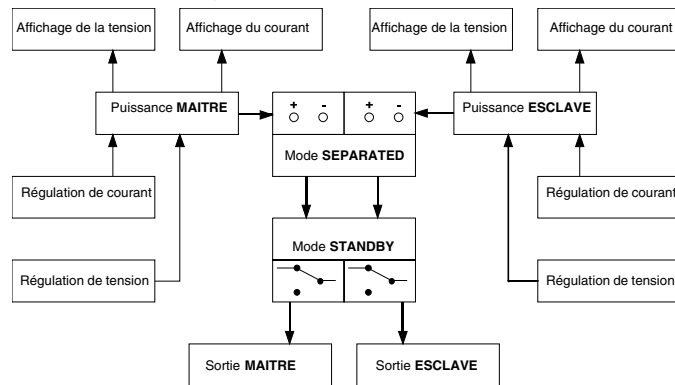 Affichage de la tension
Affichage du courant
Affichage de la tension
Affichage du courant
Puissance MAITRE
+ - + -
Puissance ESCLAVE
Mode SEPARATED
Régulation de courant
Régulation de courant
Mode STANDBY
Régulation de tension
Régulation de tension
Sortie MAITRE
Sortie ESCLAVE